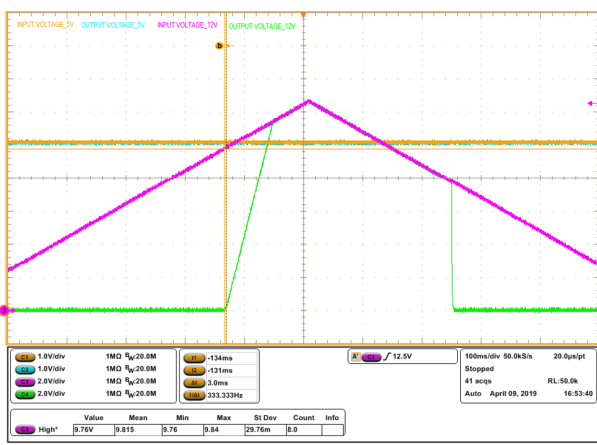 INPUT VOLTAGE_5V OUTPUT VOLTAGE_5V INPUT VOLTAGE_12V OUTPUT VOLTAGE_12V
b
3
C1 1.0V/div 1MΩ BW:20.0M
C2 1.0V/div 1MΩ BW:20.0M
C3 2.0V/div 1MΩ BW:20.0M
C4 2.0V/div 1MΩ BW:20.0M
t1 -134ms
t2 -131ms
Δt 3.0ms
1/Δt 333.333Hz
A' C3 / 12.5V
100ms/div 50.0kS/s 20.0µs/pt
Stopped
41 acqs RL:50.0k
Auto April 09, 2019 16:53:40
Value Mean Min Max St Dev Count Info
C3 High* 9.76V 9.815 9.76 9.84 29.76m 8.0